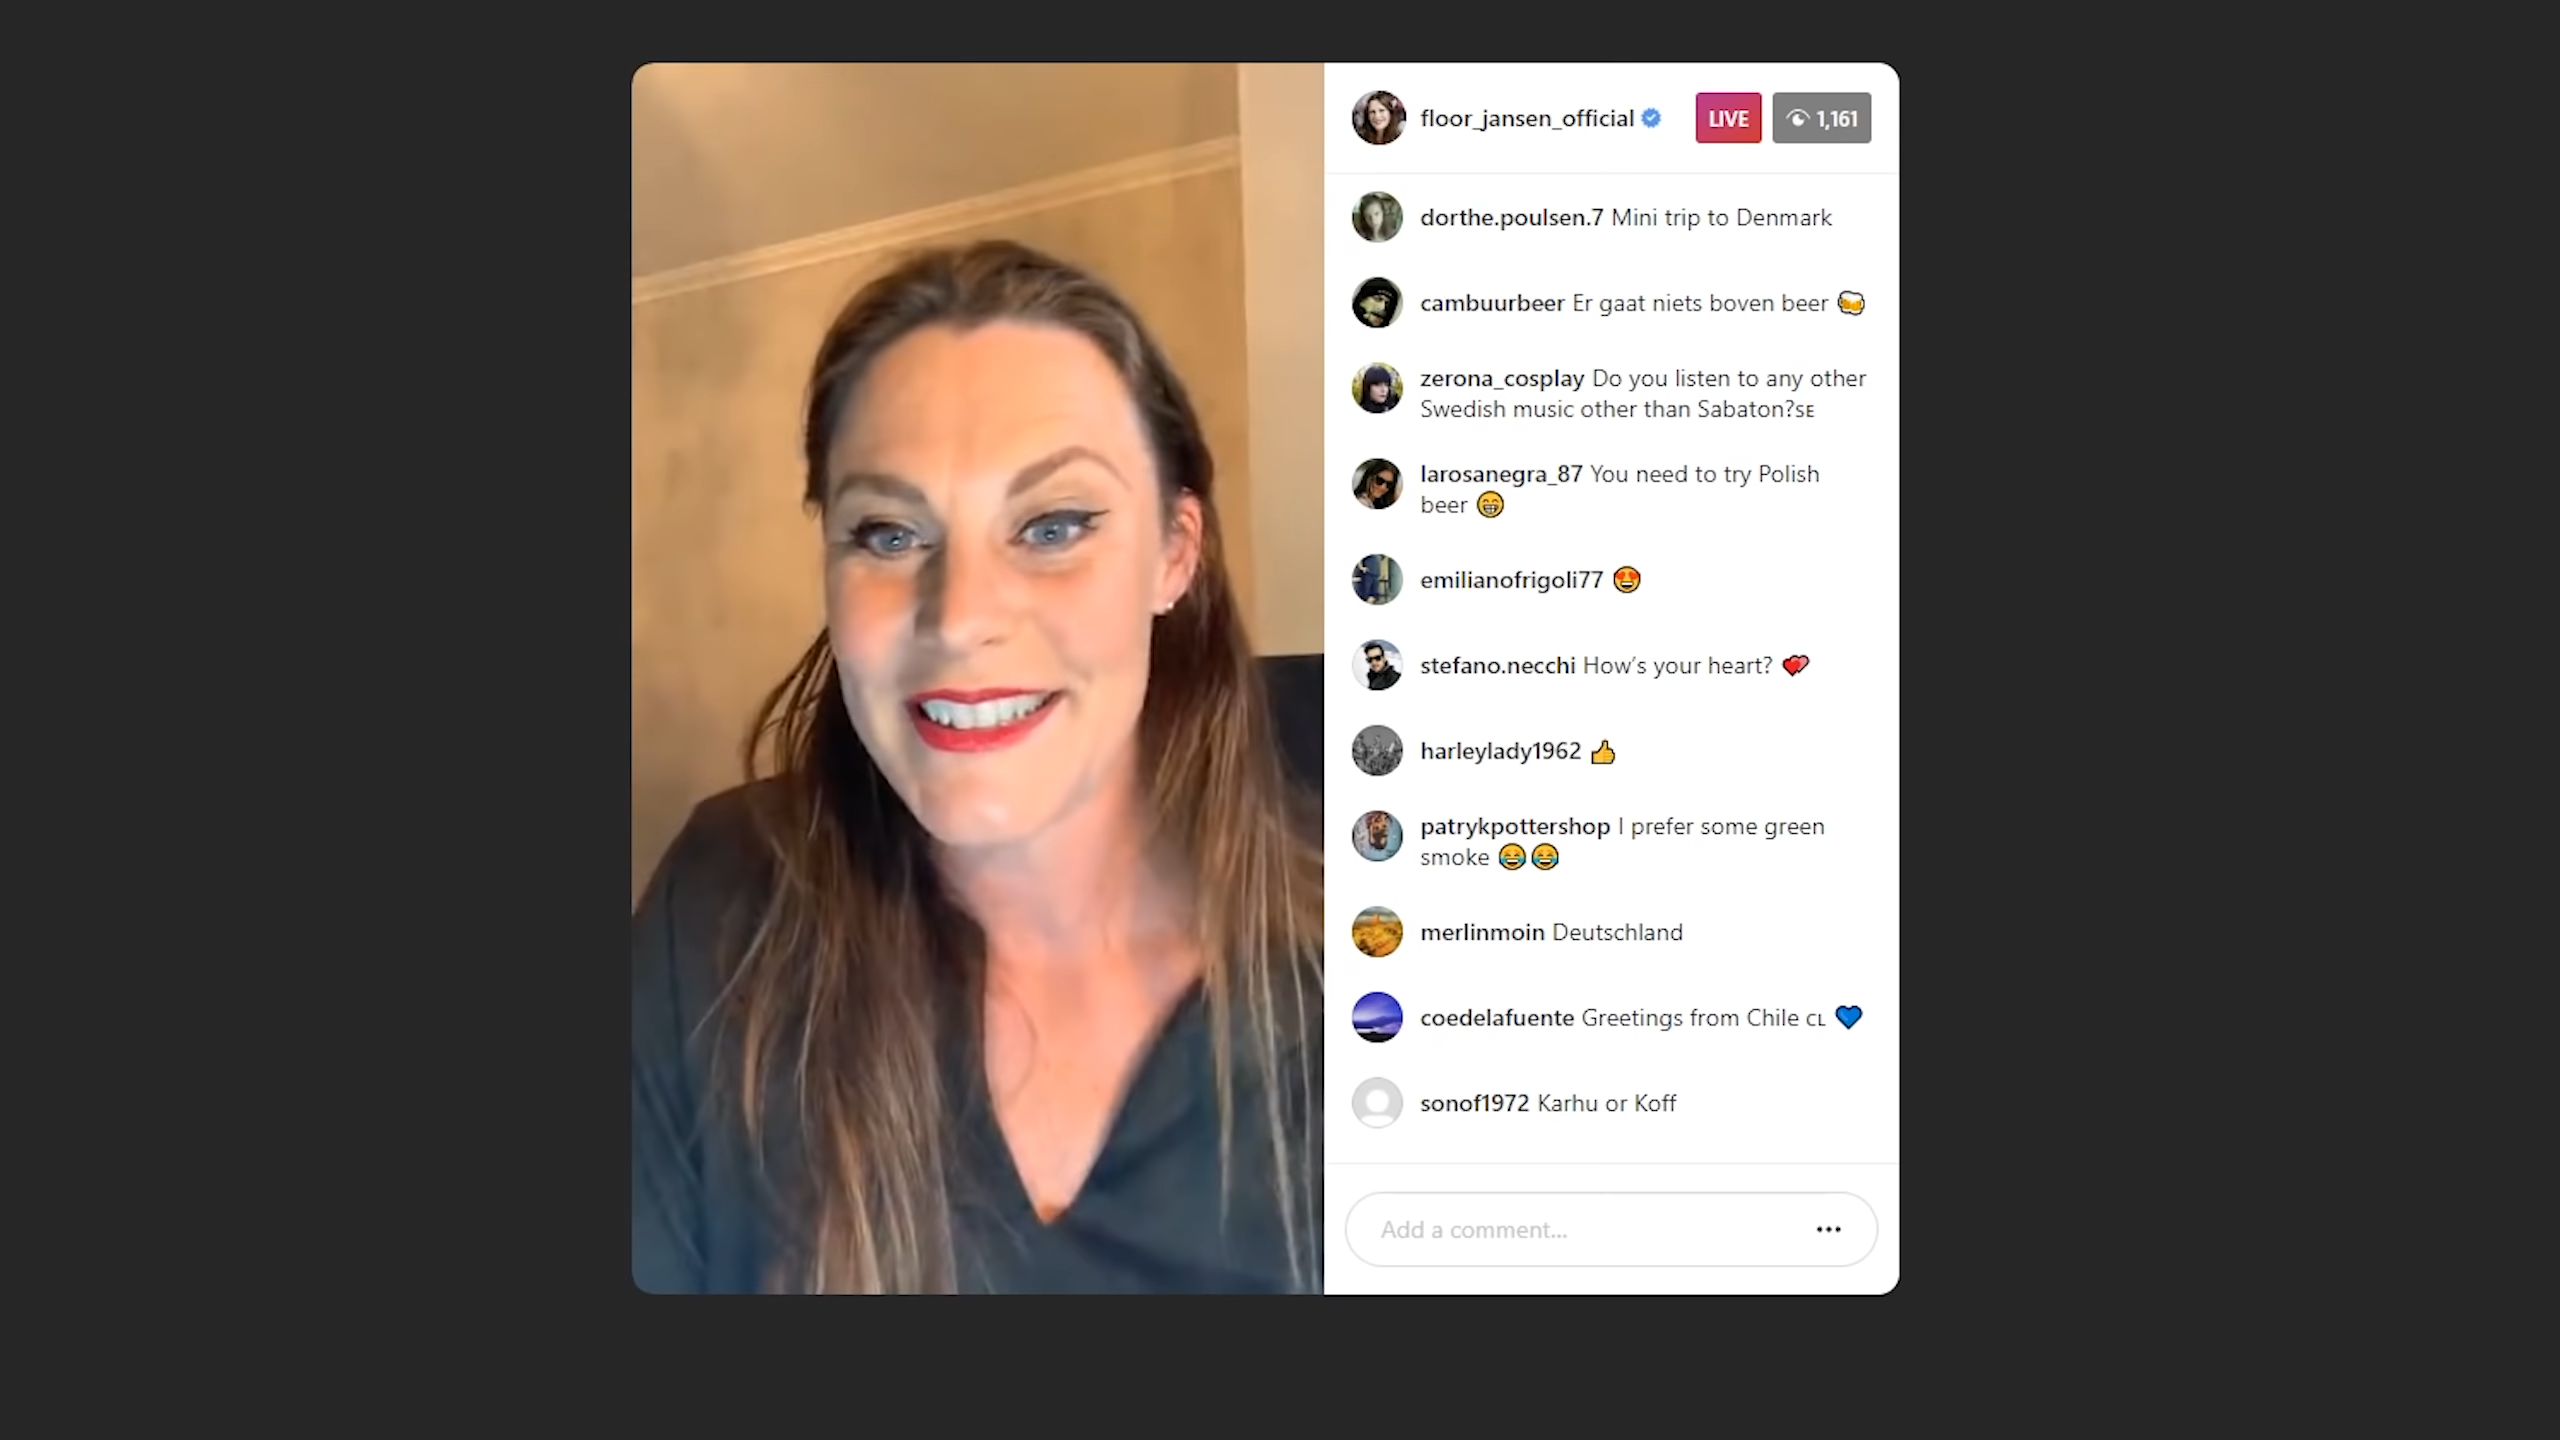 floor_jansen_official LIVE 1,161
dorthe.poulsen.7 Mini trip to Denmark
cambuurbeer Er gaat niets boven beer 🍻
zerona_cosplay Do you listen to any other
Swedish music other than Sabaton?SE
larosanegra_87 You need to try Polish
beer 😁
emilianofrigoli77 😍
stefano.necchi How's your heart? 💕
harleylady1962 👍
patrykpottershop I prefer some green
smoke 😂😂
merlinmoin Deutschland
coedelafuente Greetings from Chile CL 💙
sonof1972 Karhu or Koff
Add a comment...